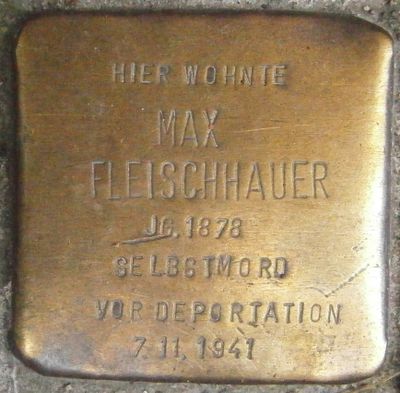 HIER WOHNTE
MAX
FLEISCHHAUER
JG. 1878
SELBSTMORD
VOR DEPORTATION
7. 11. 1941